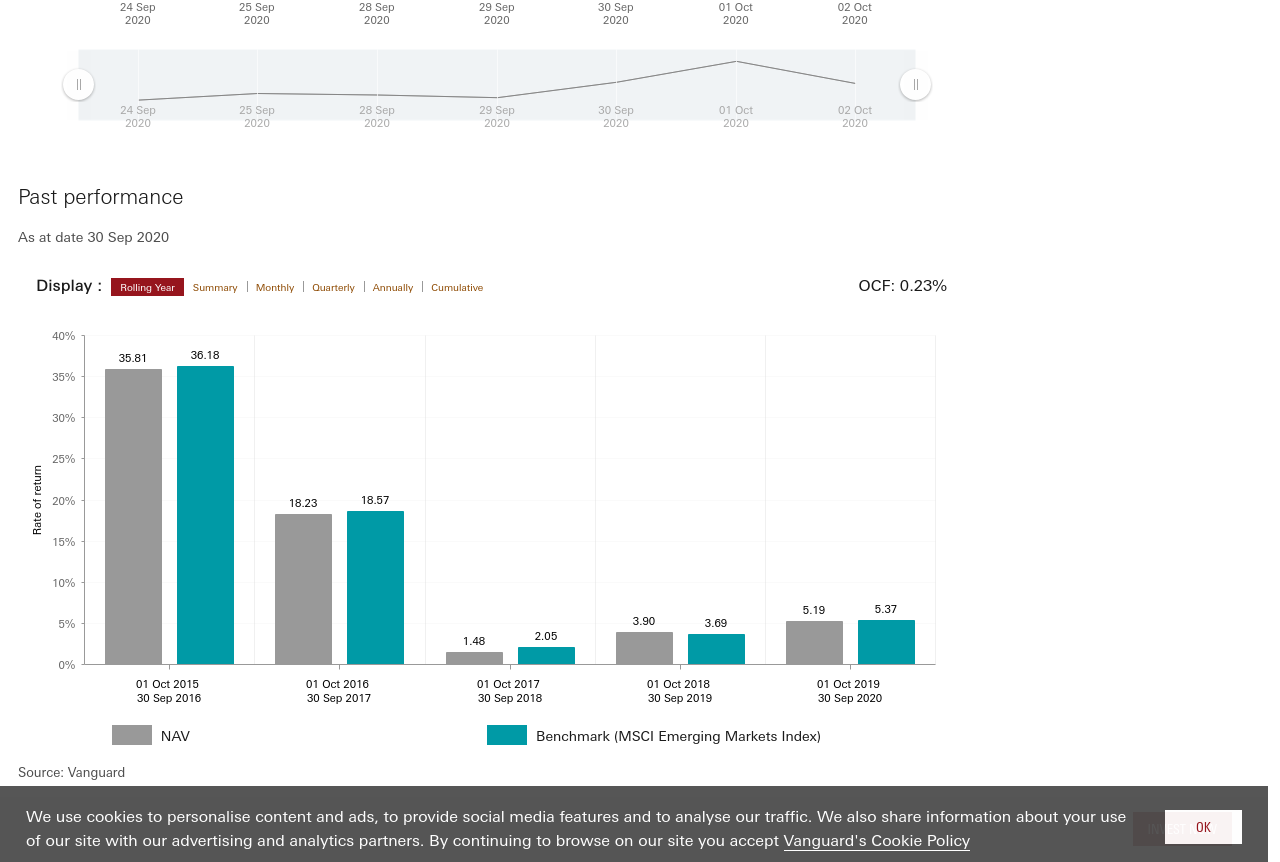 24 Sep 25 Sep 28 Sep 29 Sep 30 Sep 01 Oct 02 Oct
2020 2020 2020 2020 2020 2020 2020
24 Sep 25 Sep 28 Sep 29 Sep 30 Sep 01 Oct 02 Oct
2020 2020 2020 2020 2020 2020 2020
Past performance
As at date 30 Sep 2020
Display : Rolling Year Summary Monthly Quarterly Annually Cumulative OCF: 0.23%
40%
35.81 36.18
35%
30%
25%
Rate of return
20%
18.23 18.57
15%
10%
5%
1.48 2.05 3.90 3.69 5.19 5.37
0%
01 Oct 2015 01 Oct 2016 01 Oct 2017 01 Oct 2018 01 Oct 2019
30 Sep 2016 30 Sep 2017 30 Sep 2018 30 Sep 2019 30 Sep 2020
NAV Benchmark (MSCI Emerging Markets Index)
Source: Vanguard
We use cookies to personalise content and ads, to provide social media features and to analyse our traffic. We also share information about your use
of our site with our advertising and analytics partners. By continuing to browse on our site you accept Vanguard's Cookie Policy
OK